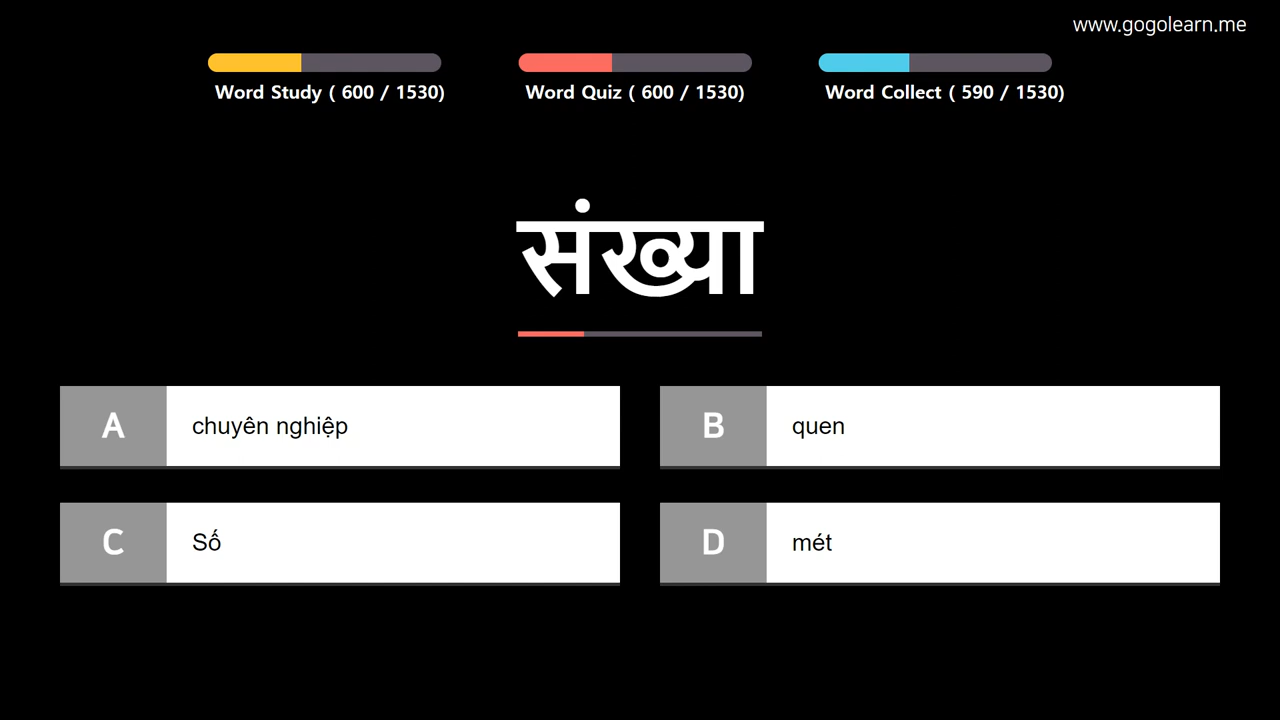 www.gogolearn.me
Word Study ( 600 / 1530)
Word Quiz ( 600 / 1530)
Word Collect ( 590 / 1530)
संख्या
A chuyên nghiệp
B quen
C Số
D mét